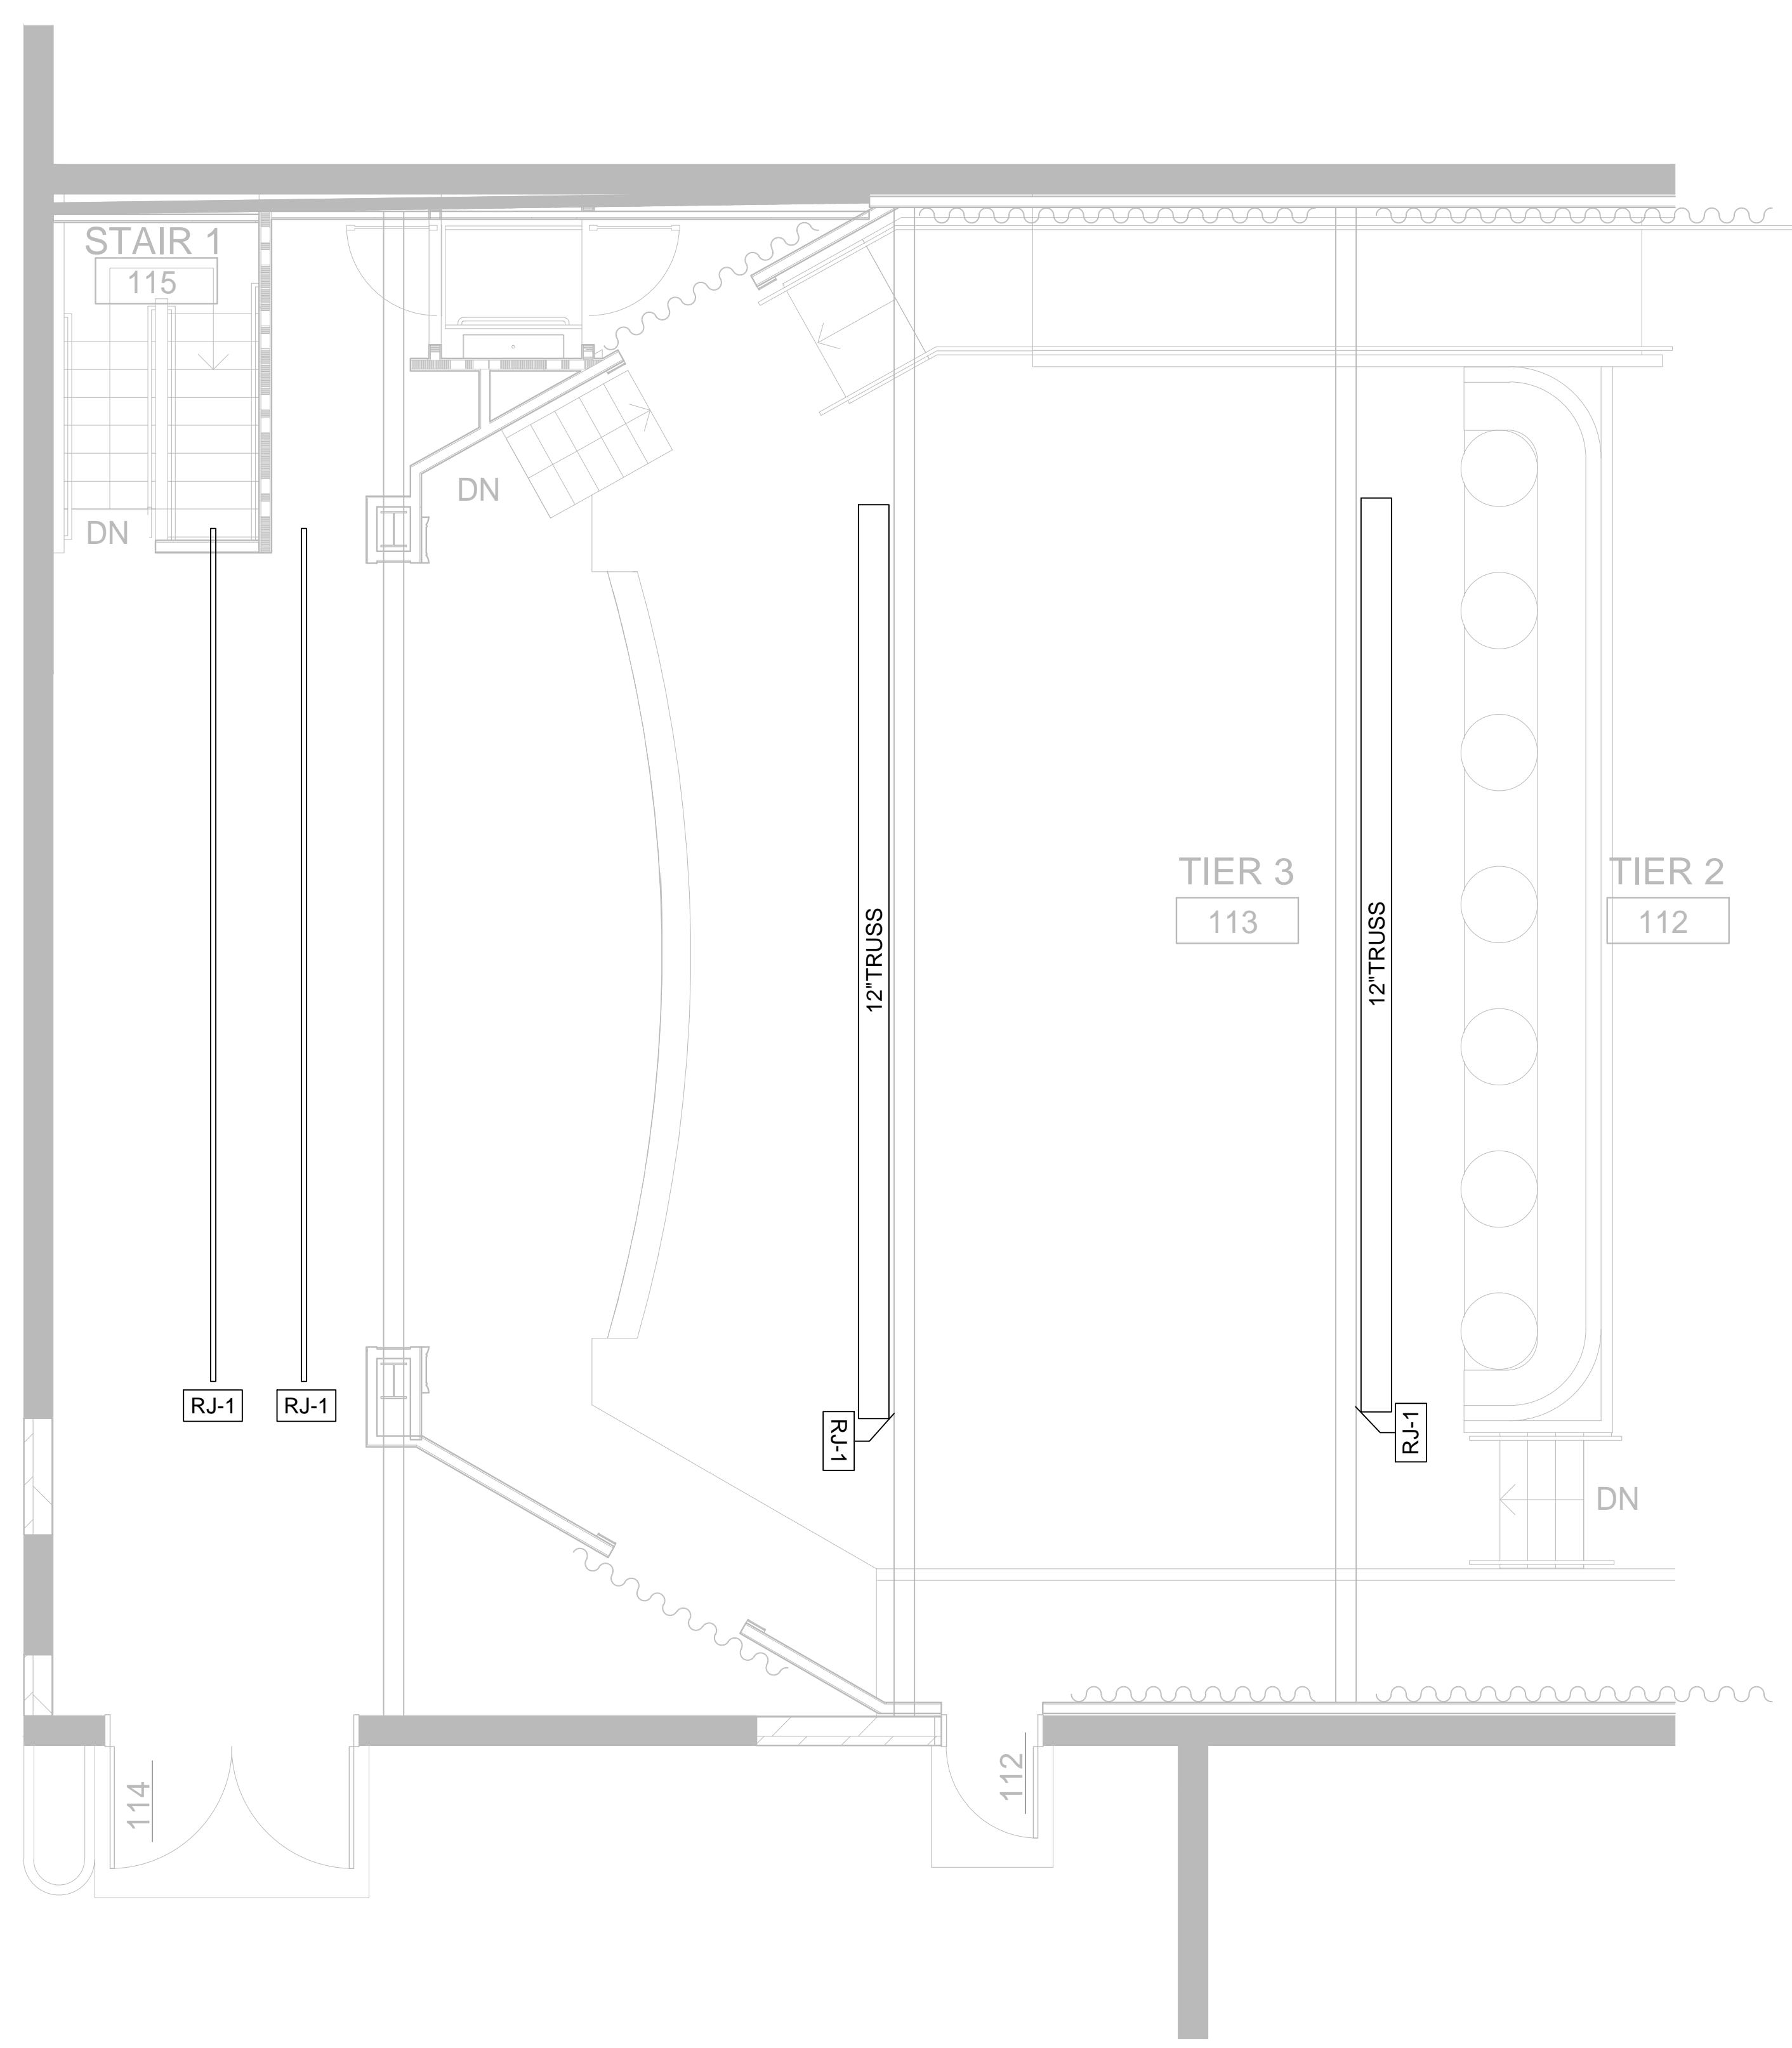 STAIR 1
115
DN
DN
TIER 3
113
TIER 2
112
12"TRUSS
12"TRUSS
RJ-1
RJ-1
RJ-1
RJ-1
DN
114
112